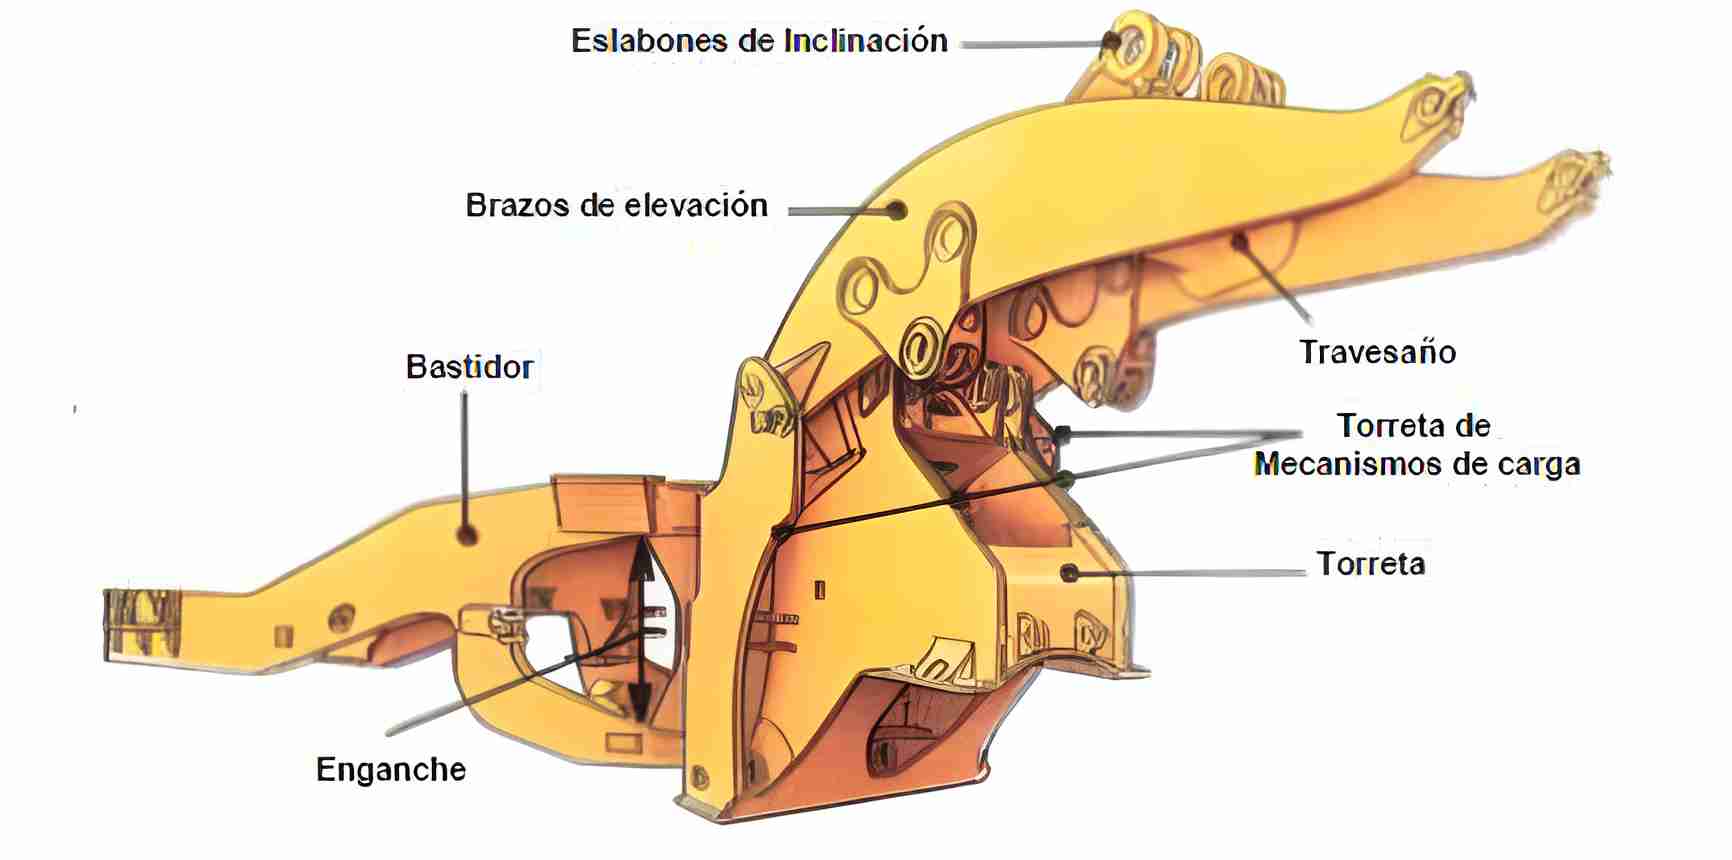 Eslabones de Inclinación
Brazos de elevación
Bastidor
Travesaño
Torreta de
Mecanismos de carga
Torreta
Enganche